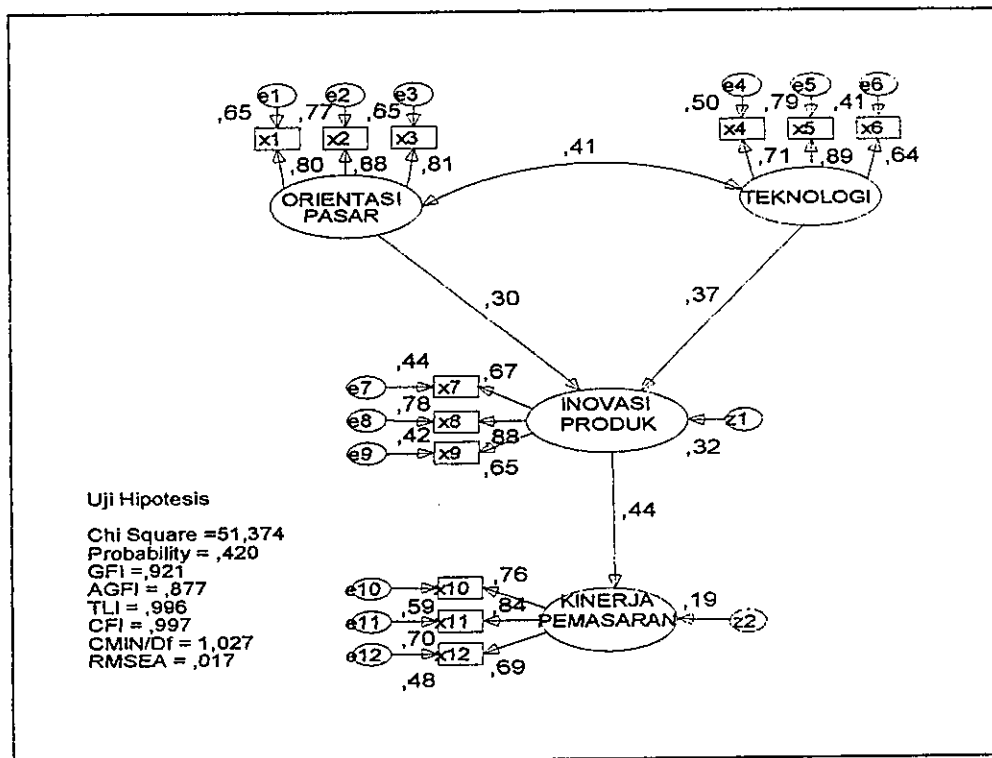 e1 e2 e3
,65 ,77 ,65
x1 x2 x3
,80 ,88 ,81
ORIENTASI
PASAR
e4 e5 e6
,50 ,79 ,41
x4 x5 x6
,71 ,89 ,64
TEKNOLOGI
,41
,30
,37
e7 ,44 x7 ,67
e8 ,78 x8 ,88
e9 ,42 x9 ,65
INOVASI
PRODUK
z1
,32
,44
e10 x10 ,76
e11 ,59 x11 ,84
e12 ,70 x12 ,69
,48
KINERJA
PEMASARAN
,19
z2
Uji Hipotesis
Chi Square =51,374
Probability = ,420
GFI =,921
AGFI = ,877
TLI = ,996
CFI = ,997
CMIN/Df = 1,027
RMSEA = ,017